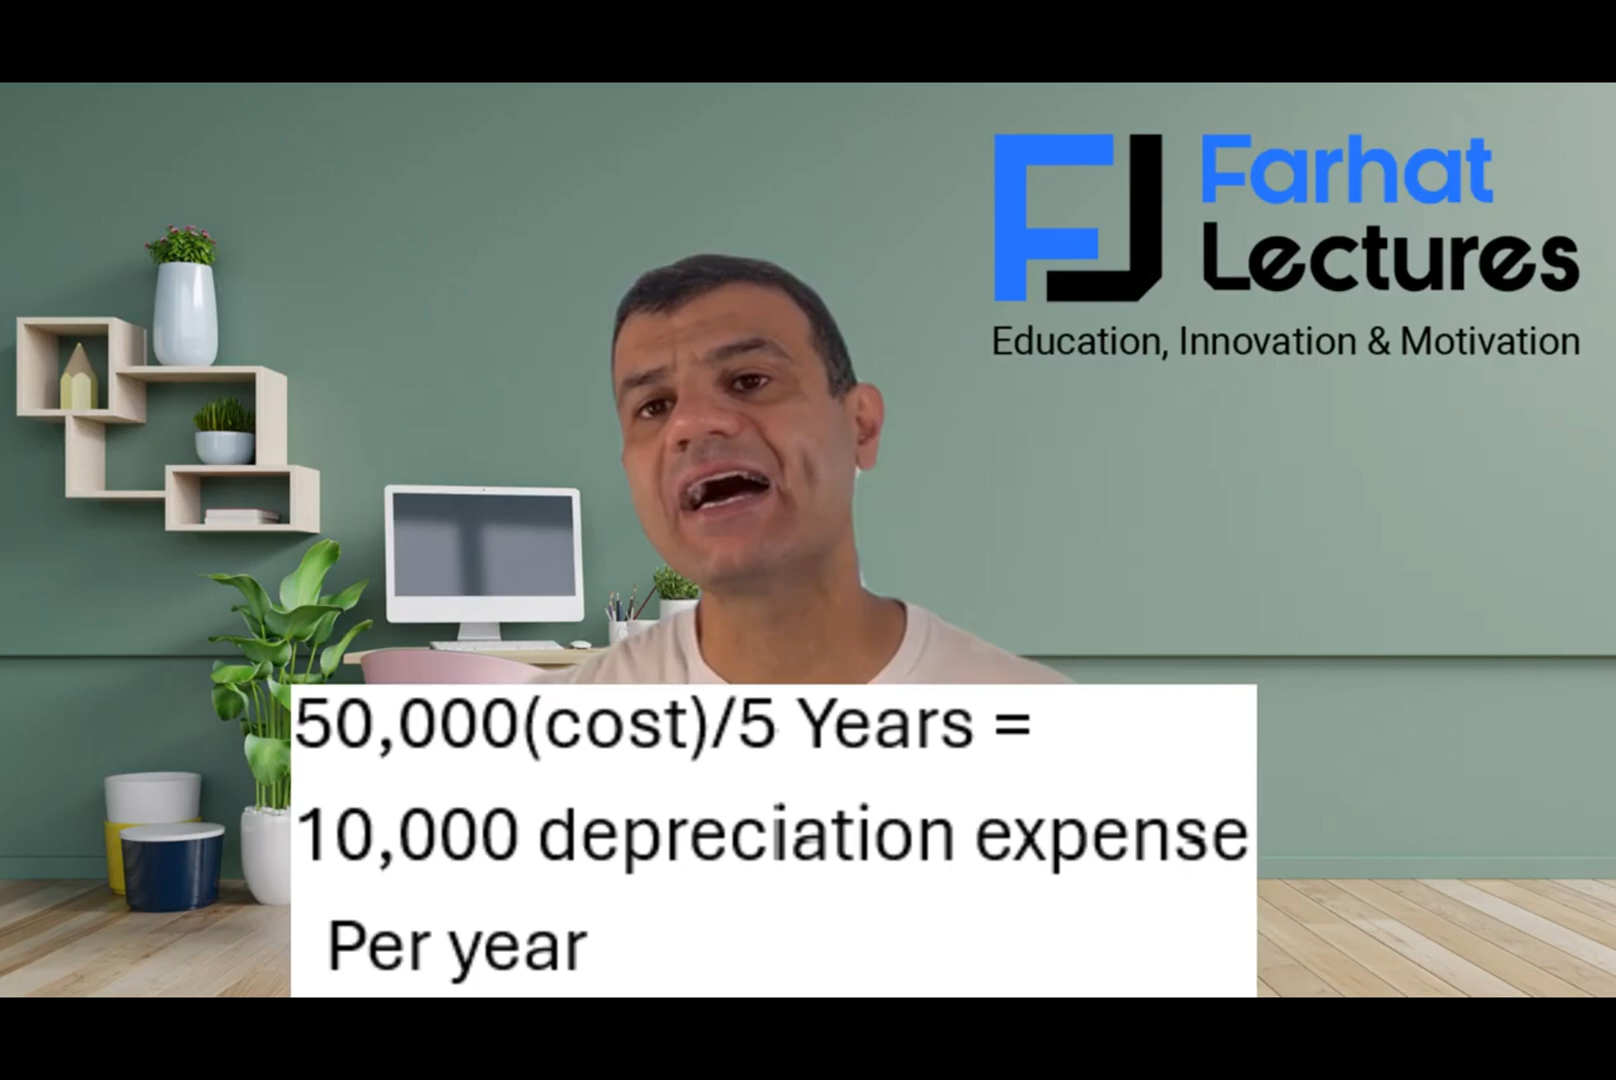 Farhat
Lectures
Education, Innovation & Motivation
50,000(cost)/5 Years =
10,000 depreciation expense
Per year